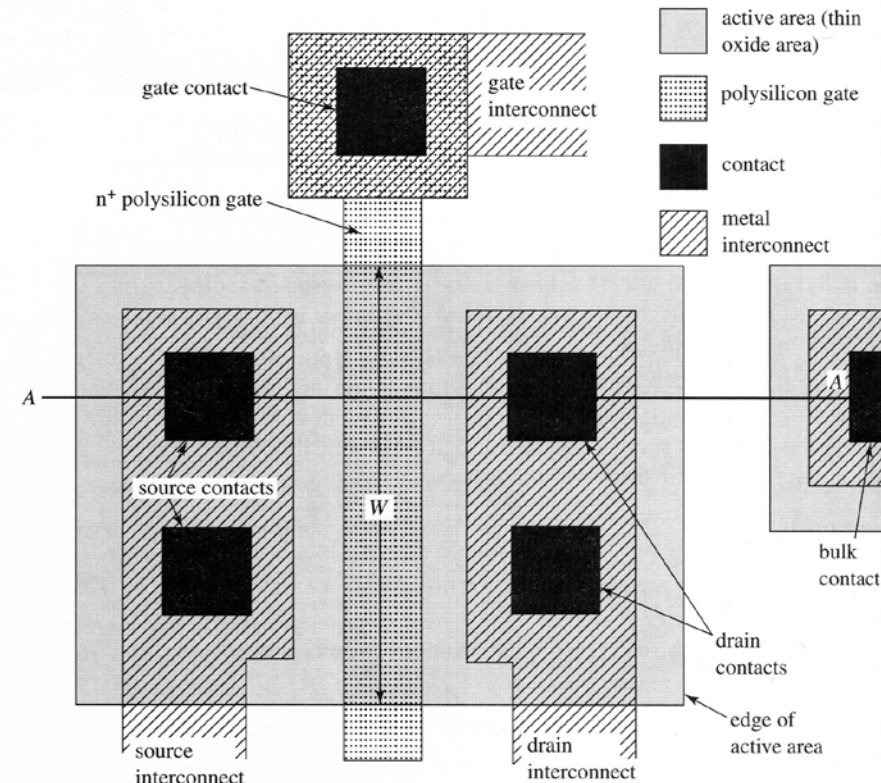 active area (thin
oxide area)
polysilicon gate
contact
metal
interconnect
gate contact
gate
interconnect
n⁺ polysilicon gate
A
A
source contacts
W
bulk
contact
drain
contacts
edge of
active area
source
interconnect
drain
interconnect